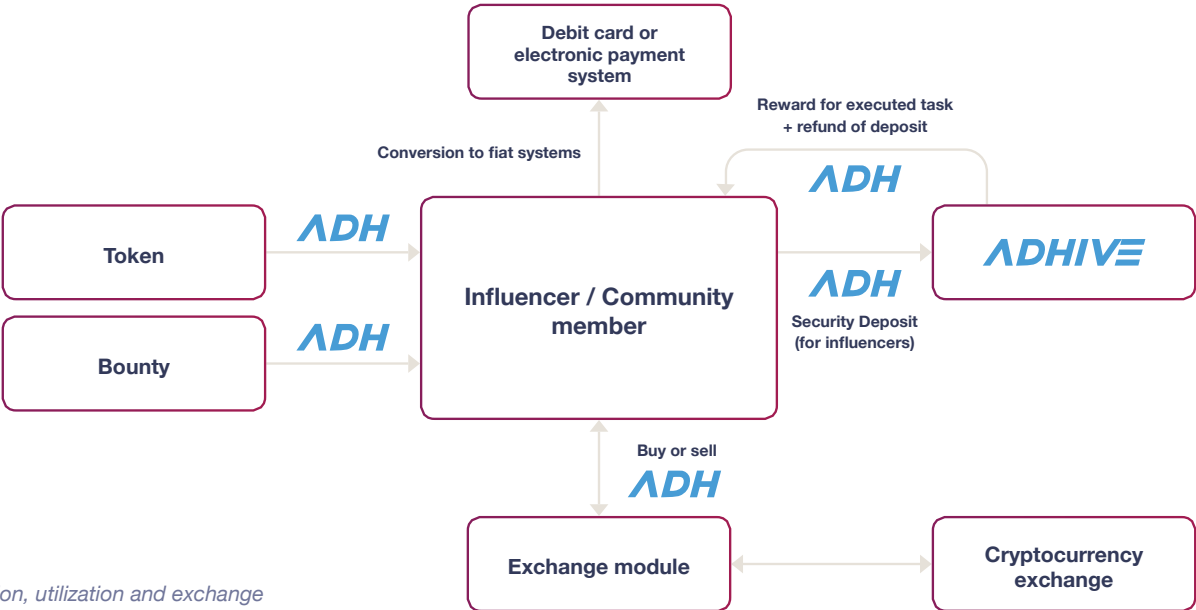 Debit card or
electronic payment
system
Reward for executed task
+ refund of deposit
Conversion to fiat systems
ADH
ADH
Token
ADHIVE
Influencer / Community
member
ADH
Security Deposit
(for influencers)
ADH
Bounty
Buy or sell
ADH
Exchange module
Cryptocurrency
exchange
on, utilization and exchange